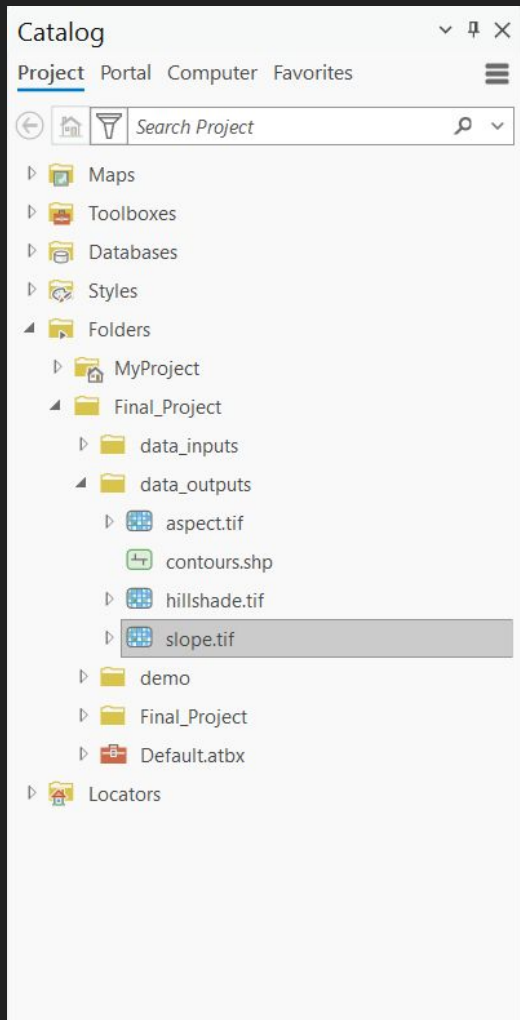 Catalog
Project Portal Computer Favorites
Search Project
Maps
Toolboxes
Databases
Styles
Folders
MyProject
Final_Project
data_inputs
data_outputs
aspect.tif
contours.shp
hillshade.tif
slope.tif
demo
Final_Project
Default.atbx
Locators